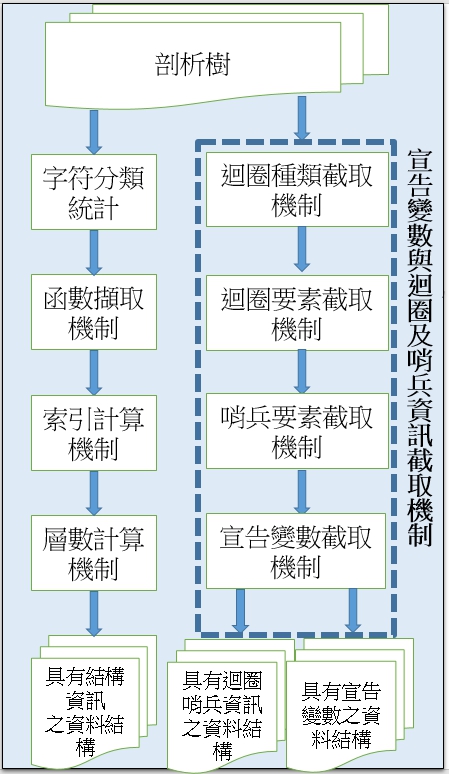 剖析樹
字符分類
統計
函數擷取
機制
索引計算
機制
層數計算
機制
具有結構
資訊
之資料結
構
迴圈種類截取
機制
迴圈要素截取
機制
哨兵要素截取
機制
宣告變數截取
機制
具有迴圈
哨兵資訊
之資料結
構
具有宣告
變數之資
料結構
宣告變數與迴圈及哨兵資訊截取機制